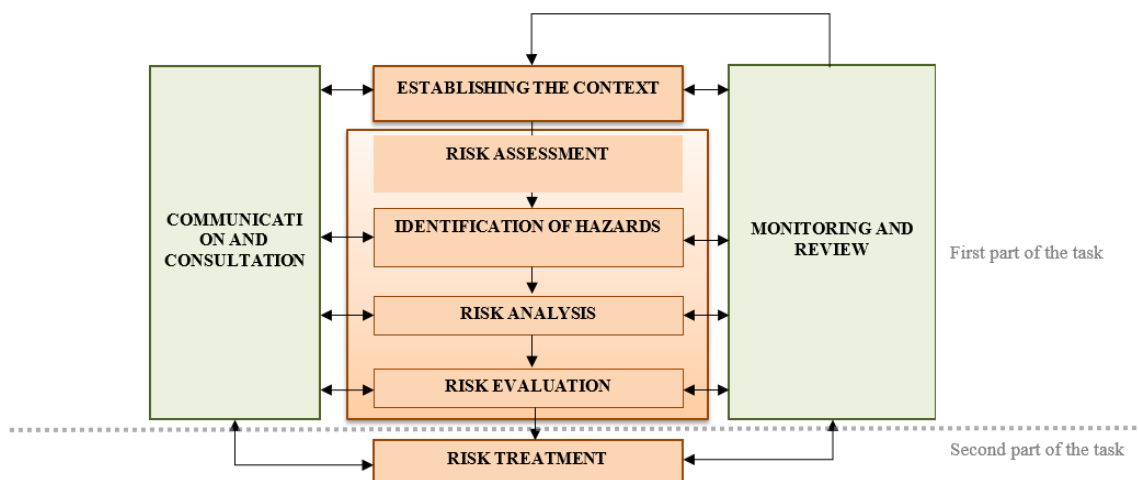 ESTABLISHING THE CONTEXT
RISK ASSESSMENT
COMMUNICATI
ON AND
CONSULTATION
IDENTIFICATION OF HAZARDS
MONITORING AND
REVIEW
First part of the task
RISK ANALYSIS
RISK EVALUATION
RISK TREATMENT
Second part of the task